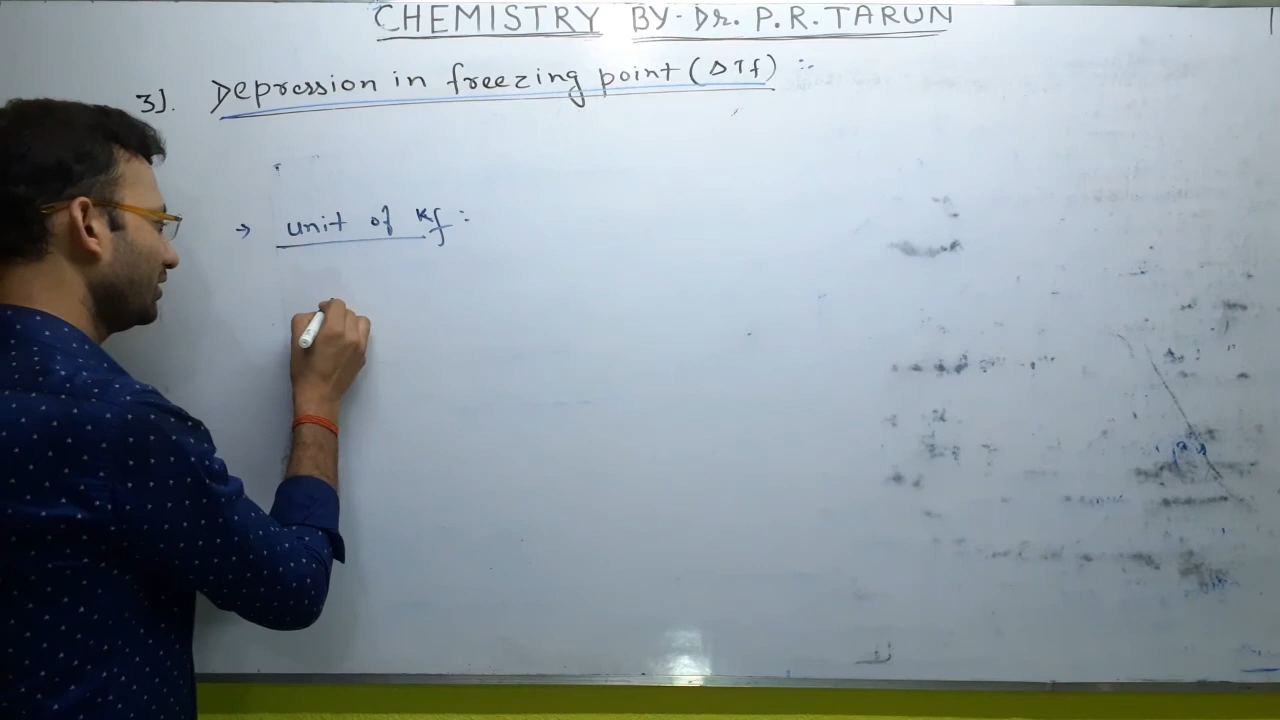 CHEMISTRY BY- Dr. P.R. TARUN
3]. Depression in freezing point (ΔTf) :-
→ unit of Kf :